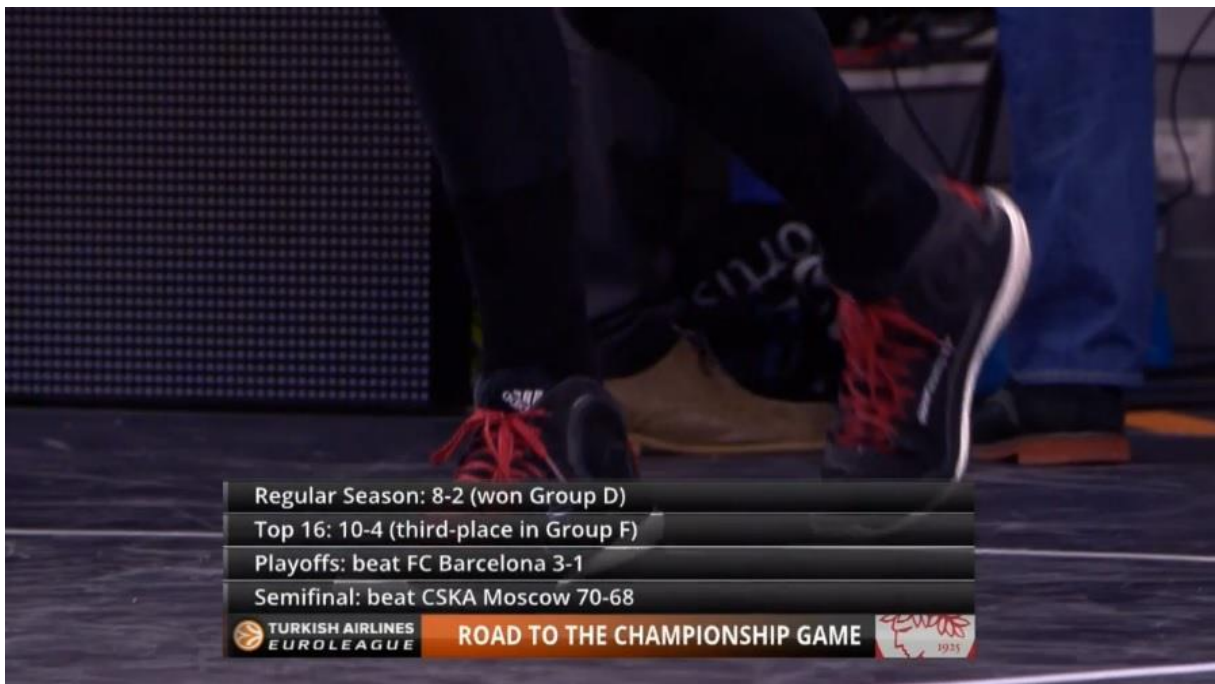 ortis
Regular Season: 8-2 (won Group D)
Top 16: 10-4 (third-place in Group F)
Playoffs: beat FC Barcelona 3-1
Semifinal: beat CSKA Moscow 70-68
TURKISH AIRLINES
EUROLEAGUE
ROAD TO THE CHAMPIONSHIP GAME
1925